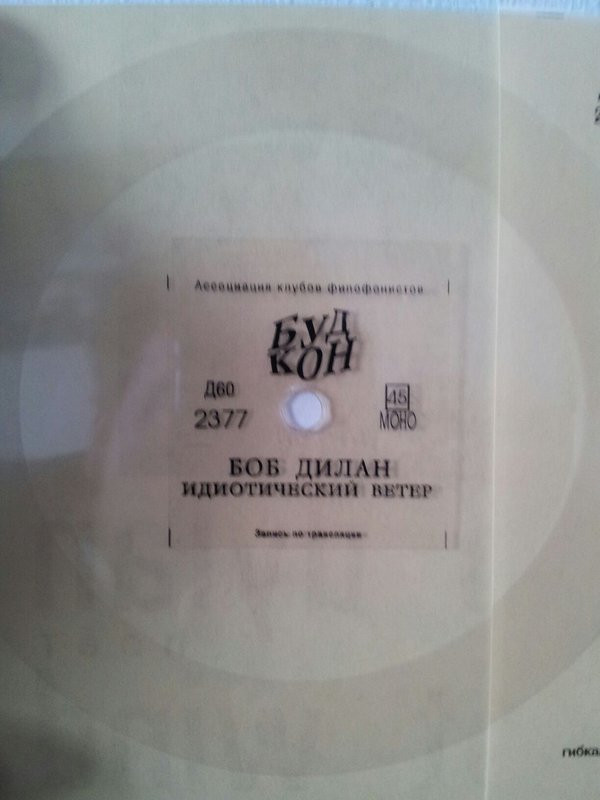 Ассоциация клубов филофонистов
БУД
КОН
Д60
45
2377
МОНО
БОБ ДИЛАН
ИДИОТИЧЕСКИЙ ВЕТЕР
Запись по трансляции